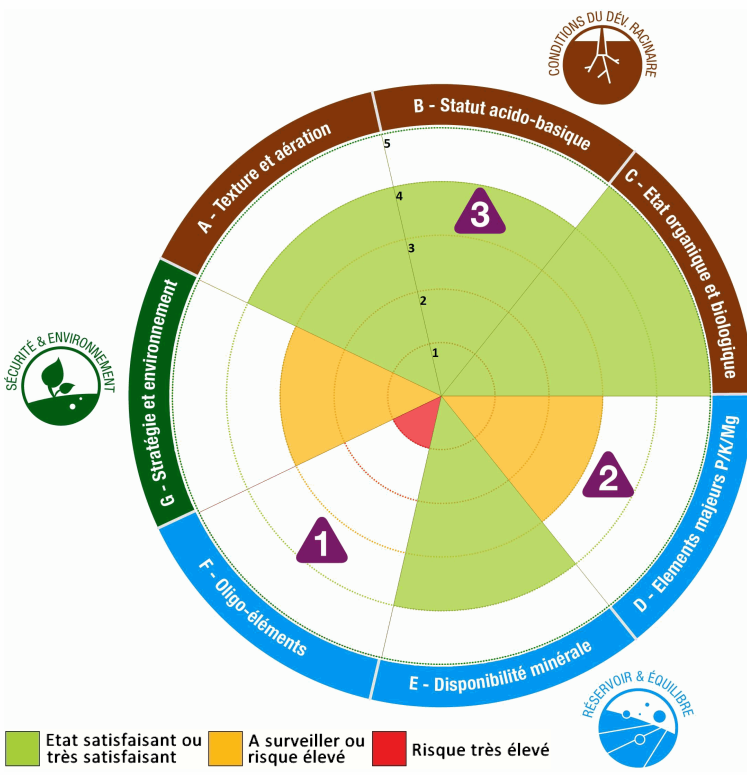 CONDITIONS DU DÉV. RACINAIRE
B - Statut acido-basique
A - Texture et aération
C - Etat organique et biologique
5
4
3
3
2
1
SÉCURITÉ & ENVIRONNEMENT
G - Stratégie et environnement
D - Elements majeurs P/K/Mg
2
1
F - Oligo-éléments
E - Disponibilité minérale
RÉSERVOIR & ÉQUILIBRE
Etat satisfaisant ou
très satisfaisant
A surveiller ou
risque élevé
Risque très élevé